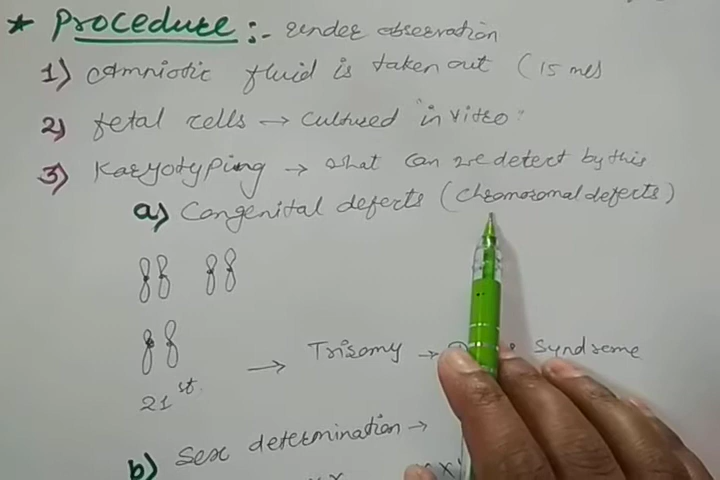 * Procedure :- under observation
1) Amniotic fluid is taken out (15 ml)
2) fetal cells → cultured "in vitro"
3) Karyotyping → what can we detect by this
a) Congenital defects (chromosomal defects)
→ Trisomy → Syndrome
21st
b) Sex determination →